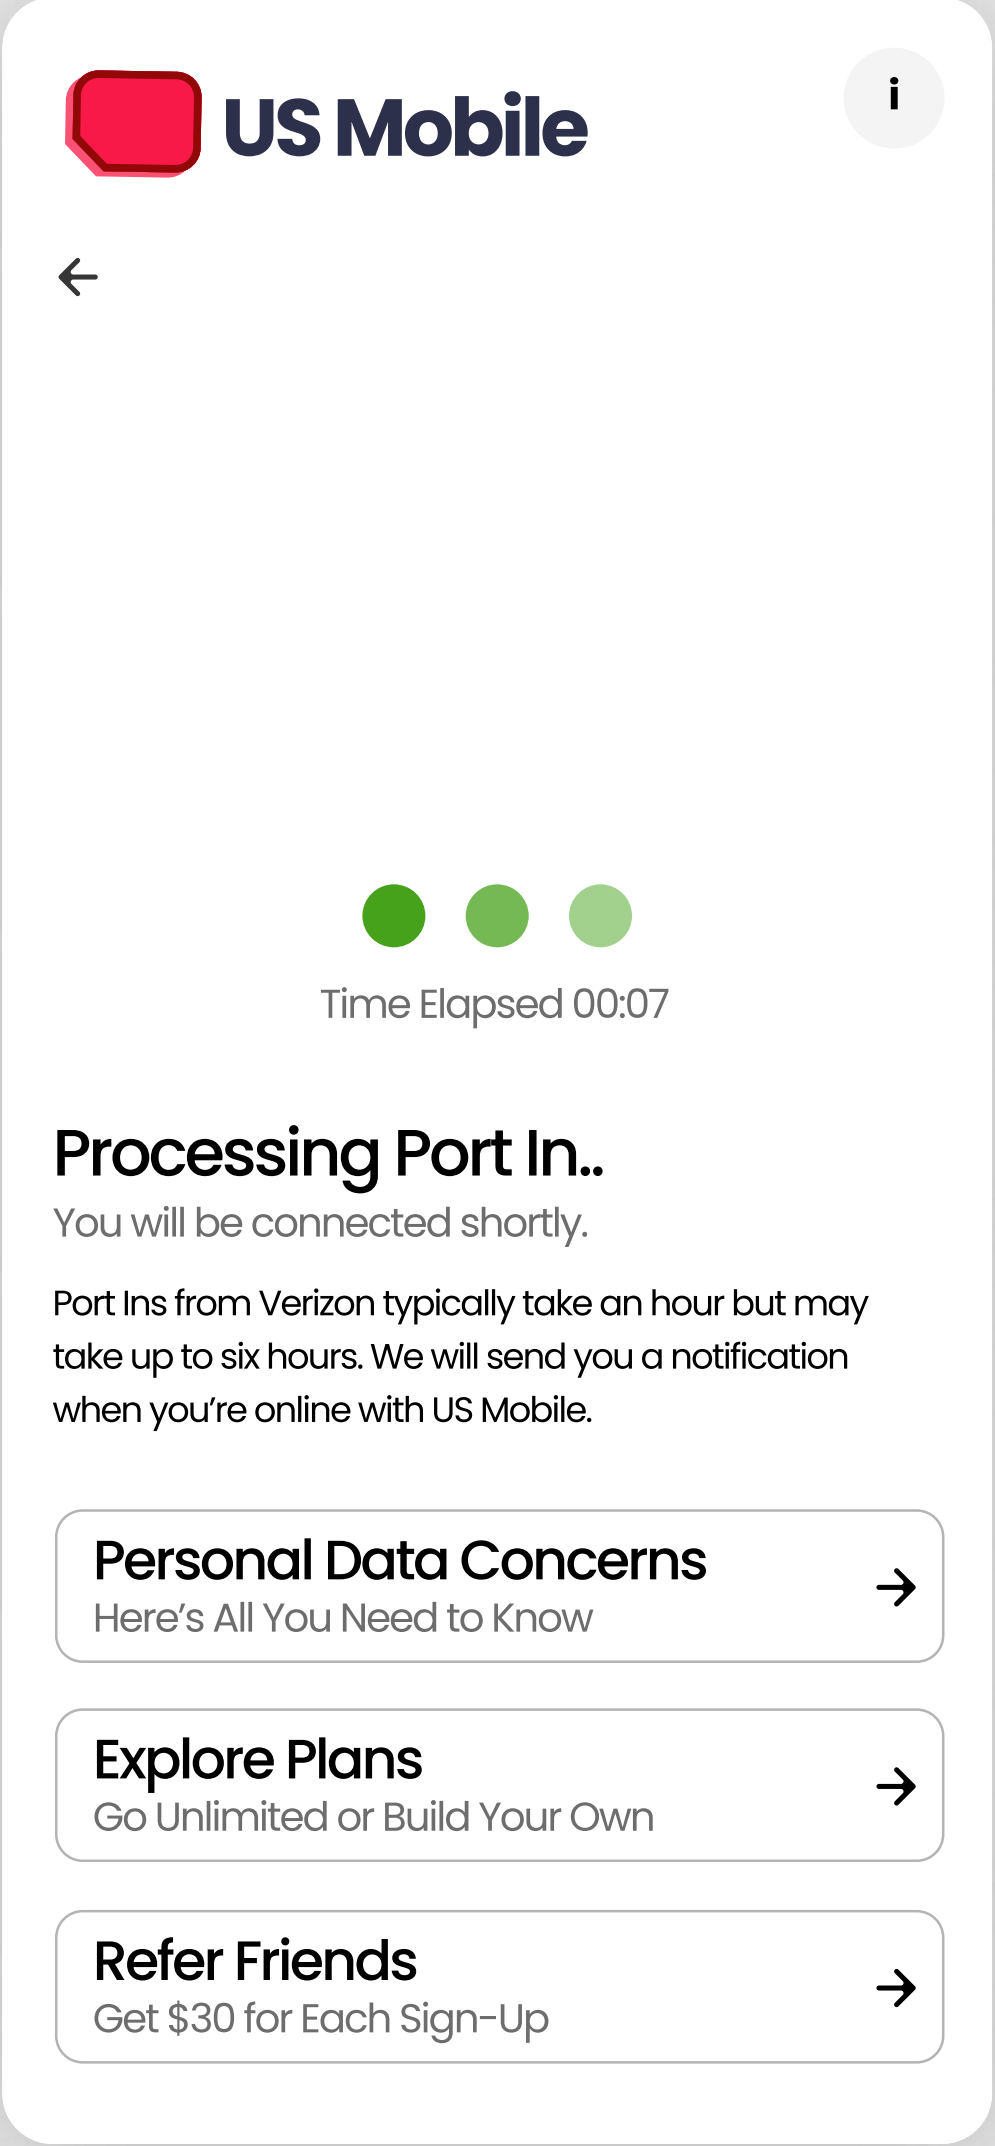 US Mobile
i
Time Elapsed 00:07
Processing Port In..
You will be connected shortly.
Port Ins from Verizon typically take an hour but may
take up to six hours. We will send you a notification
when you’re online with US Mobile.
Personal Data Concerns
Here’s All You Need to Know
Explore Plans
Go Unlimited or Build Your Own
Refer Friends
Get $30 for Each Sign-Up